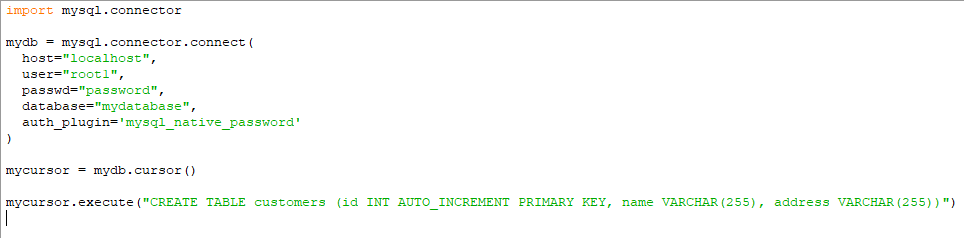 import mysql.connector
mydb = mysql.connector.connect(
  host="localhost",
  user="root1",
  passwd="password",
  database="mydatabase",
  auth_plugin='mysql_native_password'
)
mycursor = mydb.cursor()
mycursor.execute("CREATE TABLE customers (id INT AUTO_INCREMENT PRIMARY KEY, name VARCHAR(255), address VARCHAR(255))")